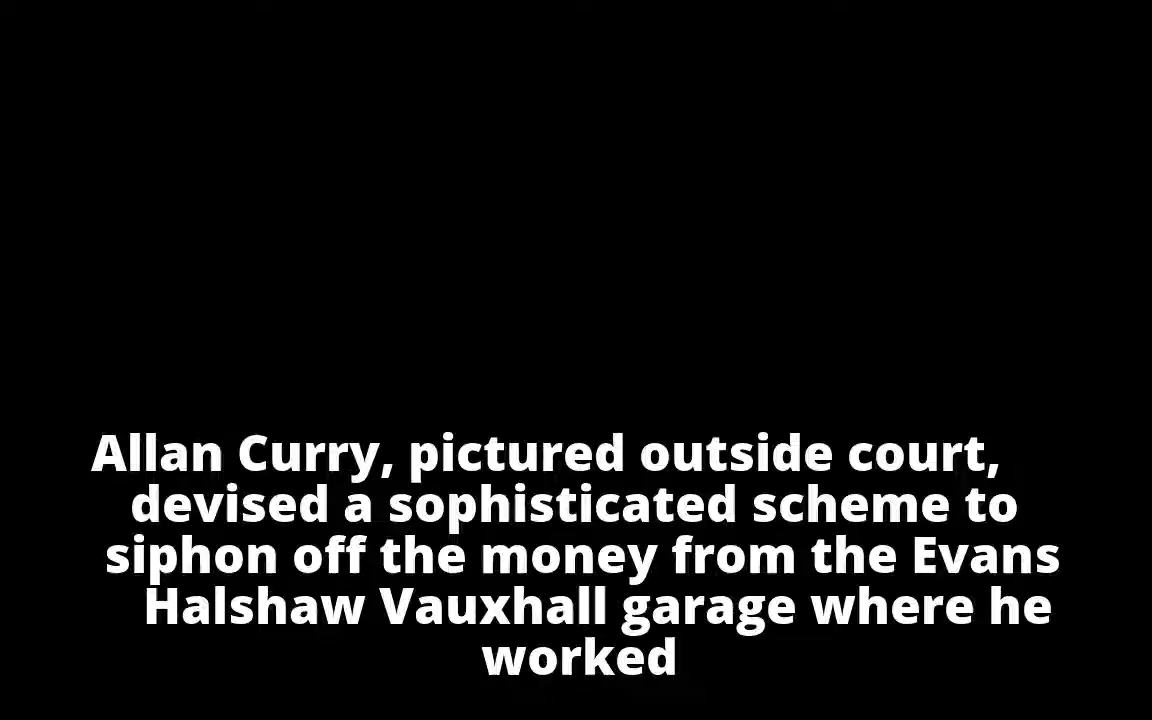 Allan Curry, pictured outside court,
devised a sophisticated scheme to
siphon off the money from the Evans
Halshaw Vauxhall garage where he
worked